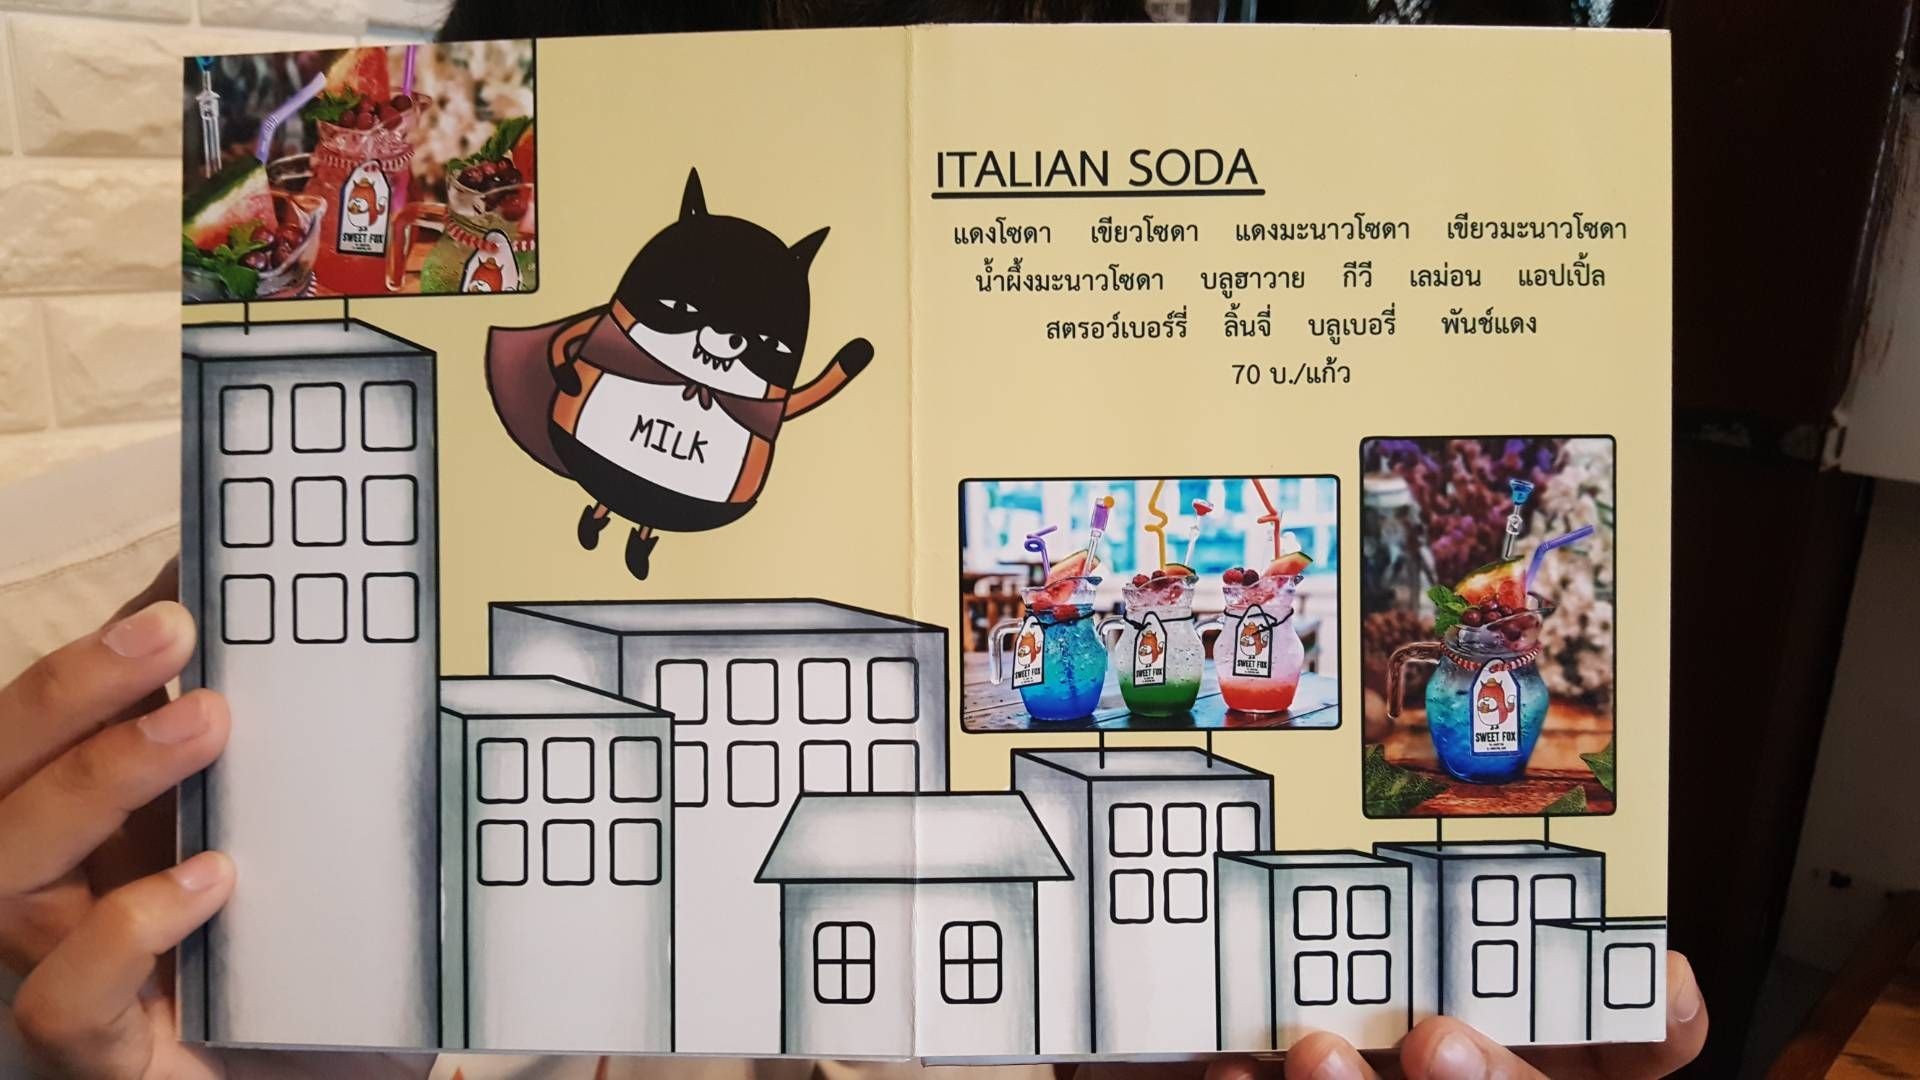 SWEET FOX
MILK
ITALIAN SODA
แดงโซดา เขียวโซดา แดงมะนาวโซดา เขียวมะนาวโซดา
น้ำผึ้งมะนาวโซดา บลูฮาวาย กีวี เลม่อน แอปเปิ้ล
สตรอว์เบอร์รี่ ลิ้นจี่ บลูเบอรี่ พันช์แดง
70 บ./แก้ว
SWEET FOX
SWEET FOX
SWEET FOX
SWEET FOX